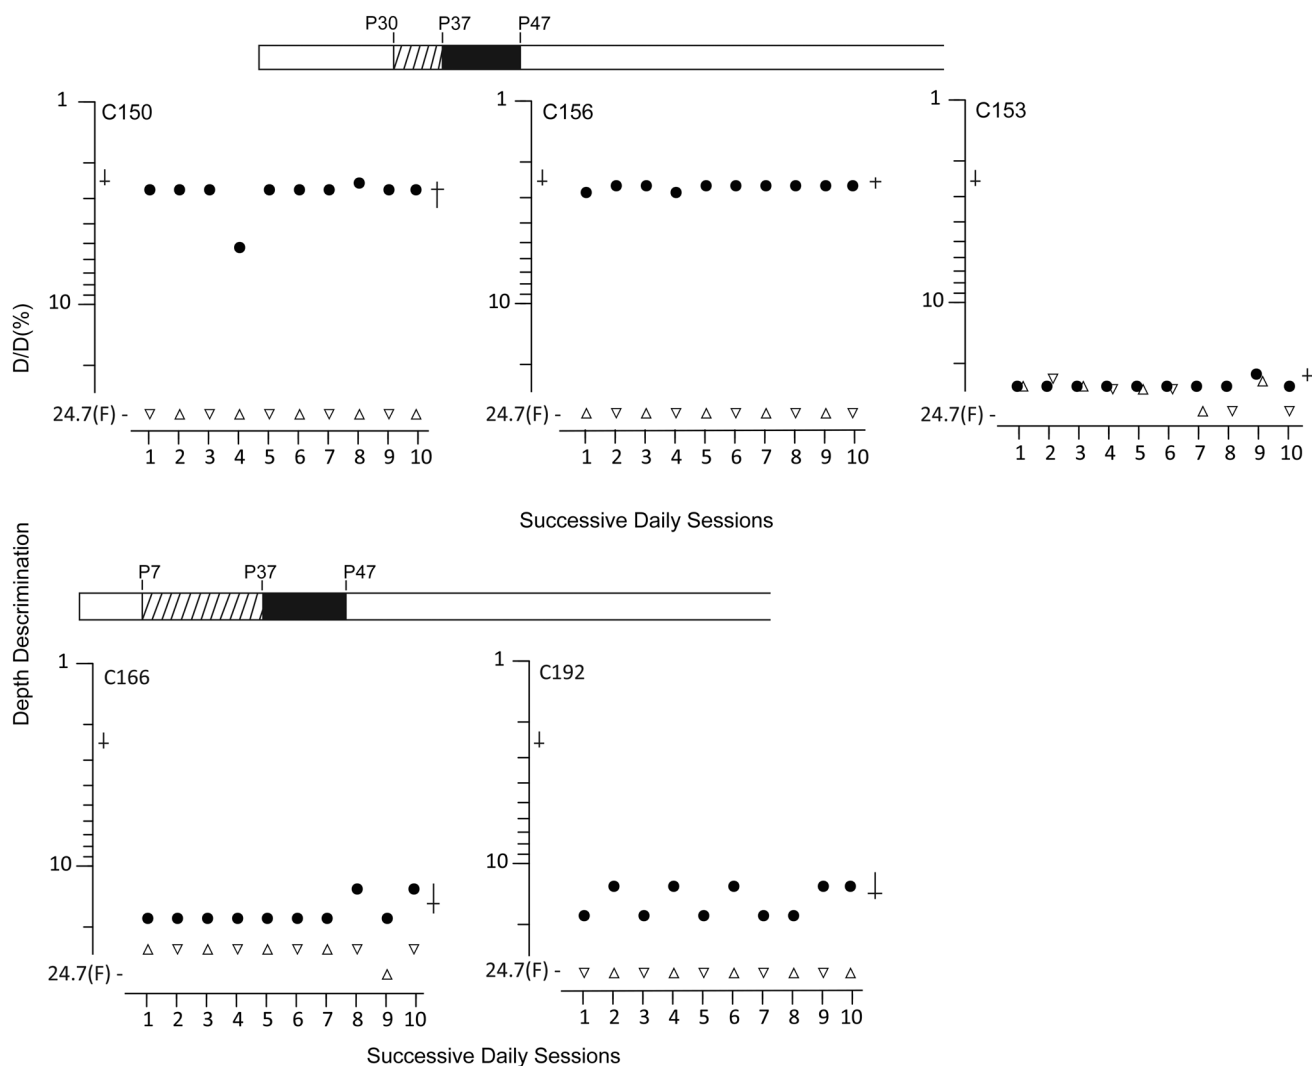 P30 P37 P47
1 C150
10
24.7(F) -
1 2 3 4 5 6 7 8 9 10
1 C156
10
24.7(F) -
1 2 3 4 5 6 7 8 9 10
1 C153
10
24.7(F) -
1 2 3 4 5 6 7 8 9 10
D/D(%)
Successive Daily Sessions
Depth Descrimination
P7 P37 P47
1 C166
10
24.7(F) -
1 2 3 4 5 6 7 8 9 10
1 C192
10
24.7(F) -
1 2 3 4 5 6 7 8 9 10
Successive Daily Sessions